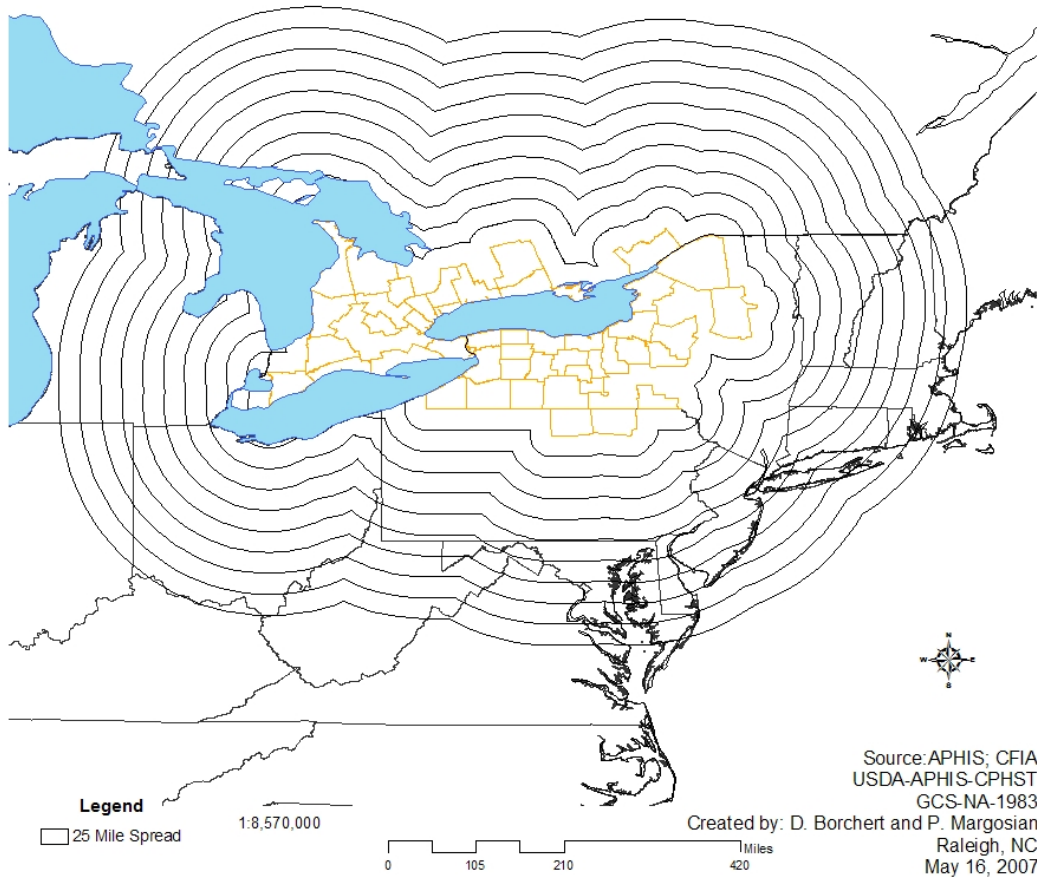 N
W E
S
Source:APHIS; CFIA
USDA-APHIS-CPHST
GCS-NA-1983
Created by: D. Borchert and P. Margosian
Raleigh, NC
May 16, 2007
Legend
25 Mile Spread
1:8,570,000
Miles
0 105 210 420